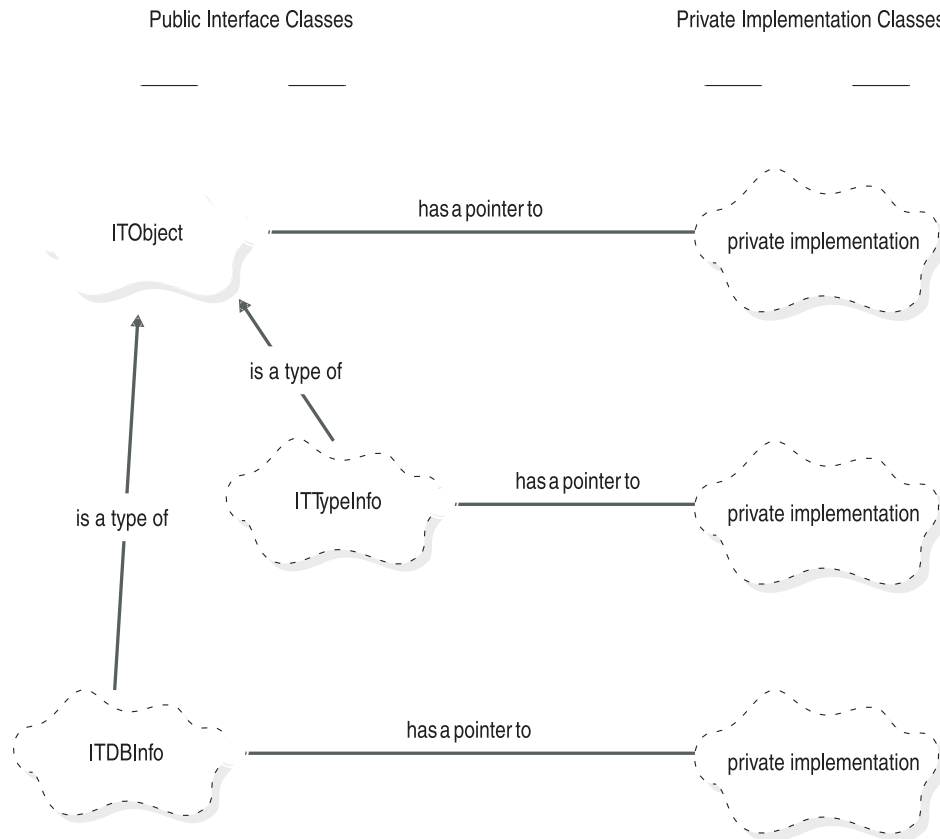 Public Interface Classes
Private Implementation Classes
has a pointer to
ITObject
private implementation
is a type of
has a pointer to
ITTypeInfo
private implementation
is a type of
has a pointer to
ITDBInfo
private implementation